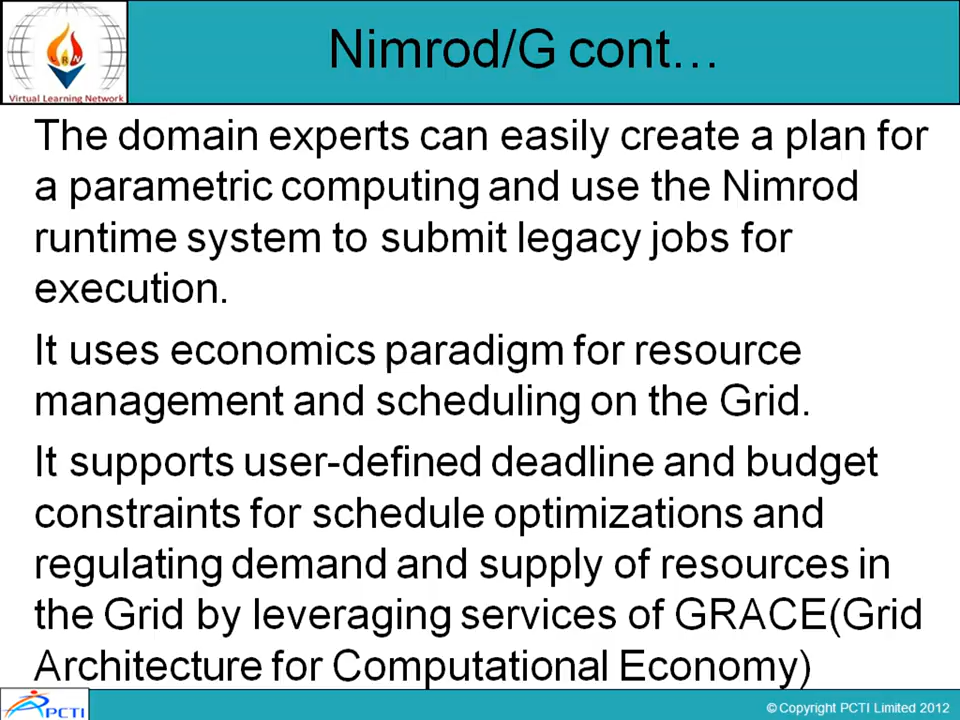 Nimrod/G cont...
LRN
Virtual Learning Network
The domain experts can easily create a plan for
a parametric computing and use the Nimrod
runtime system to submit legacy jobs for
execution.
It uses economics paradigm for resource
management and scheduling on the Grid.
It supports user-defined deadline and budget
constraints for schedule optimizations and
regulating demand and supply of resources in
the Grid by leveraging services of GRACE(Grid
Architecture for Computational Economy)
PCTI
© Copyright PCTI Limited 2012